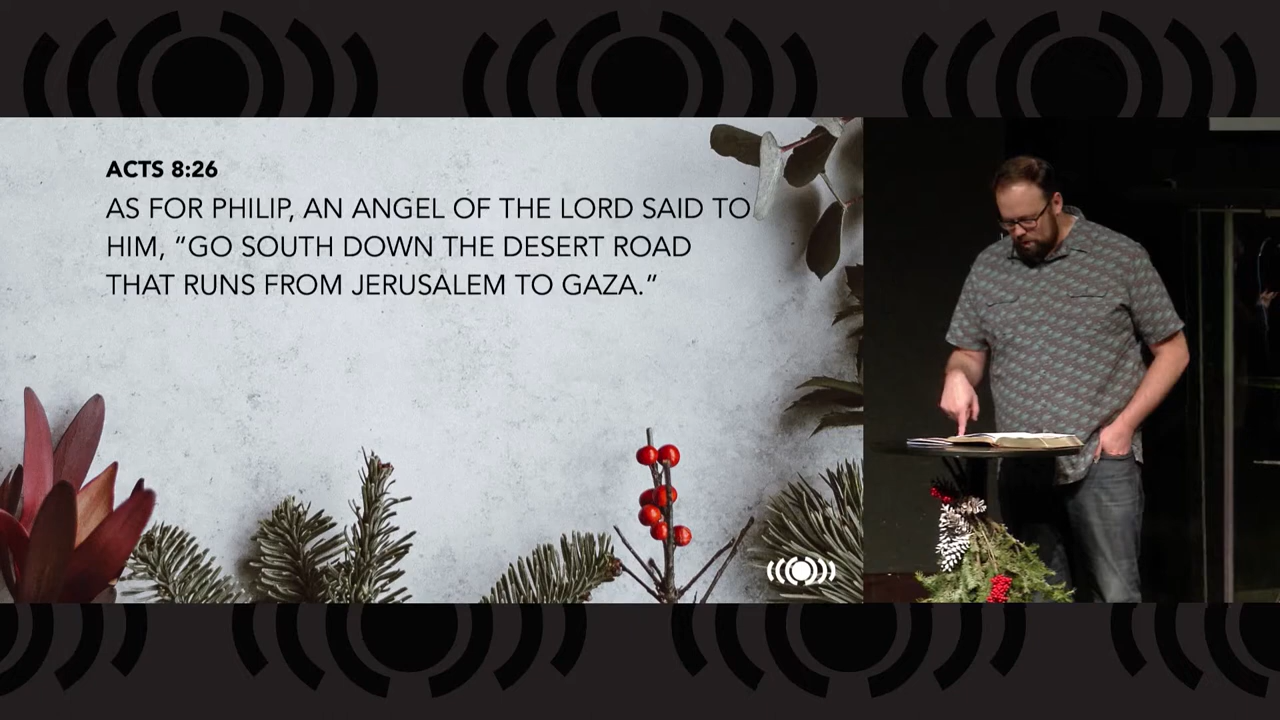 ACTS 8:26
AS FOR PHILIP, AN ANGEL OF THE LORD SAID TO
HIM, “GO SOUTH DOWN THE DESERT ROAD
THAT RUNS FROM JERUSALEM TO GAZA.”